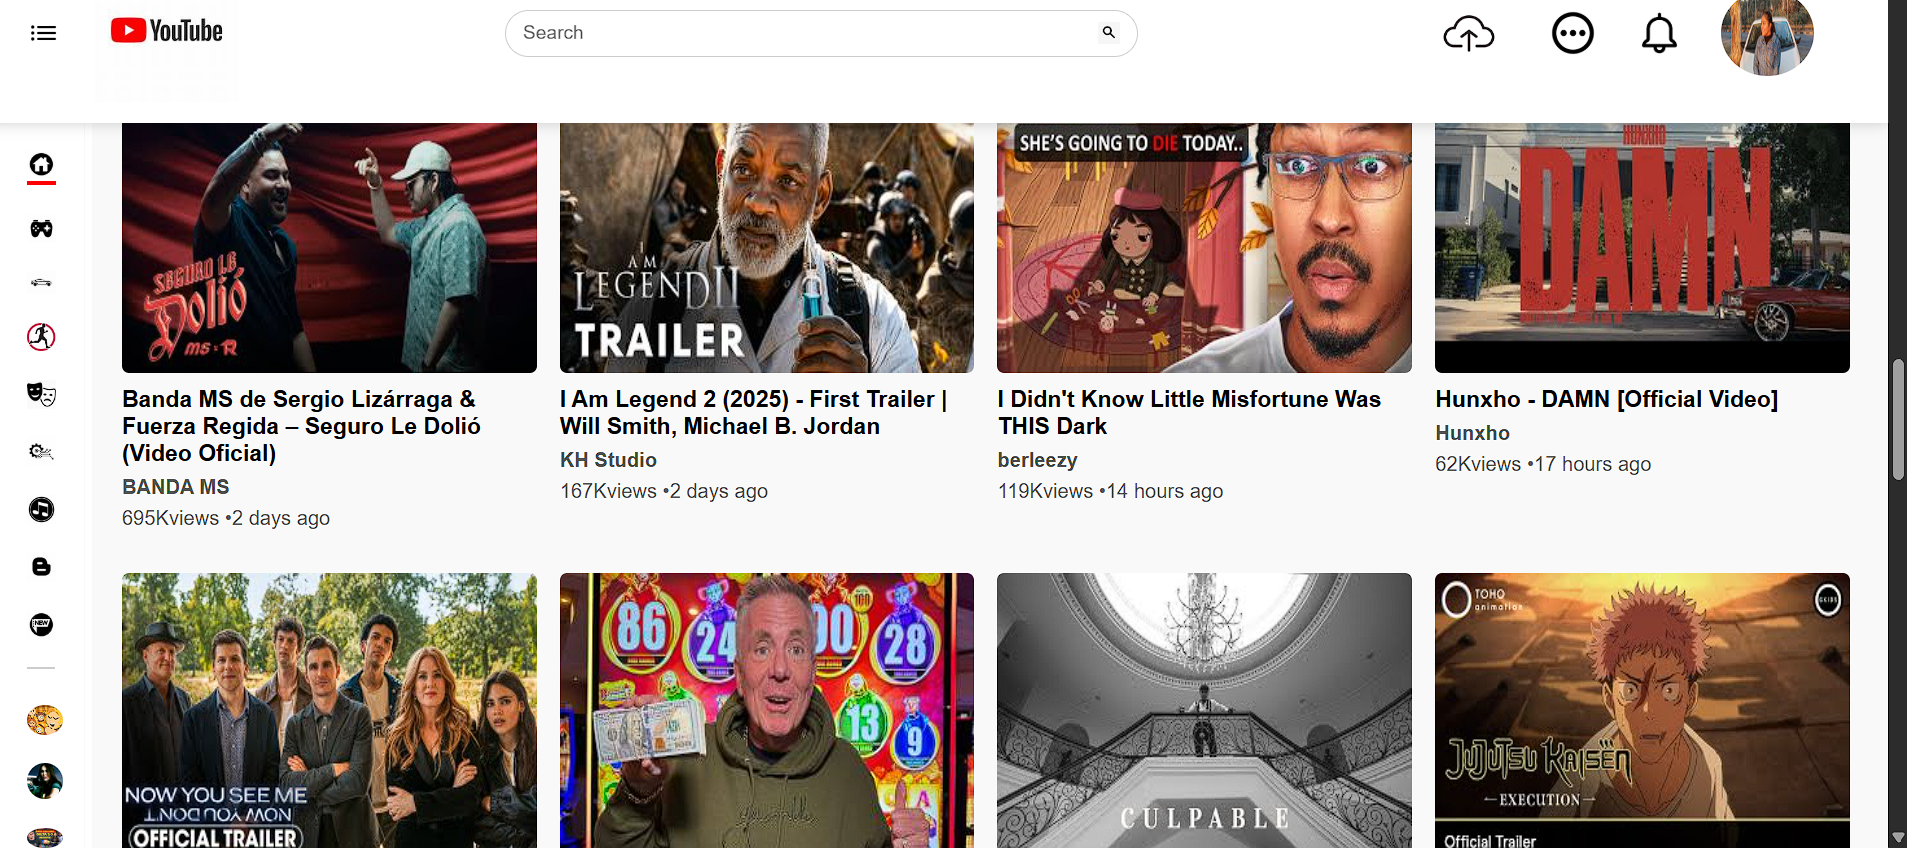 YouTube
Search
SEGURO LE
Dolió
MS x R
I AM
LEGEND II
TRAILER
SHE'S GOING TO DIE TODAY..
HUNXHO
DAMN
Banda MS de Sergio Lizárraga &
Fuerza Regida – Seguro Le Dolió
(Video Oficial)
BANDA MS
695Kviews •2 days ago
I Am Legend 2 (2025) - First Trailer |
Will Smith, Michael B. Jordan
KH Studio
167Kviews •2 days ago
I Didn't Know Little Misfortune Was
THIS Dark
berleezy
119Kviews •14 hours ago
Hunxho - DAMN [Official Video]
Hunxho
62Kviews •17 hours ago
NEW
NOW YOU SEE ME
NOW YOU DON'T
OFFICIAL TRAILER
86
24
100
00
28
13
9
CULPABLE
TOHO
animation
GKIDS
JUJUTSU KAISEN
EXECUTION
Official Trailer